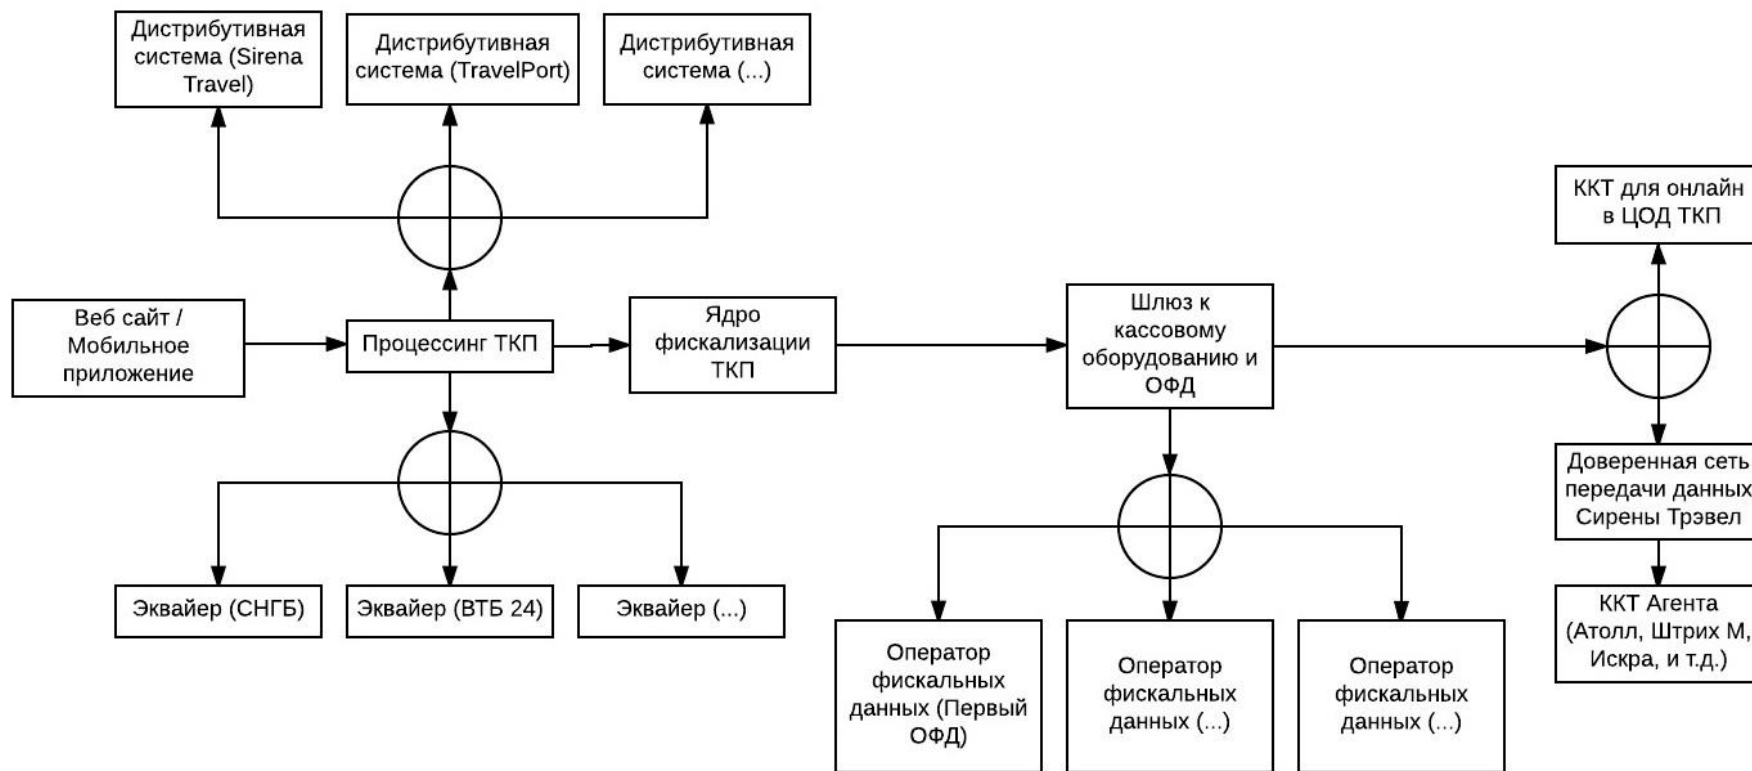 Дистрибутивная
система (Sirena
Travel)
Дистрибутивная
система (TravelPort)
Дистрибутивная
система (...)
ККТ для онлайн
в ЦОД ТКП
Веб сайт /
Мобильное
приложение
Процессинг ТКП
Ядро
фискализации
ТКП
Шлюз к
кассовому
оборудованию и
ОФД
Доверенная сеть
передачи данных
Сирены Трэвел
Эквайер (СНГБ)
Эквайер (ВТБ 24)
Эквайер (...)
Оператор
фискальных
данных (Первый
ОФД)
Оператор
фискальных
данных (...)
Оператор
фискальных
данных (...)
ККТ Агента
(Атолл, Штрих М,
Искра, и т.д.)